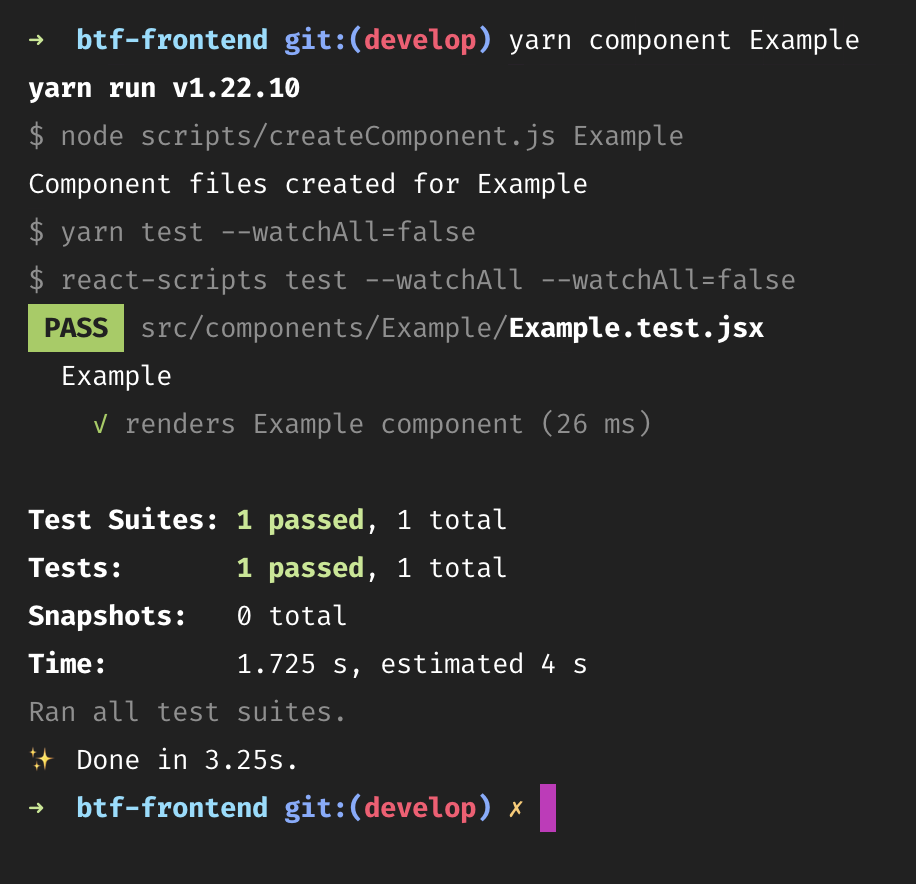 → btf-frontend git:(develop) yarn component Example
yarn run v1.22.10
$ node scripts/createComponent.js Example
Component files created for Example
$ yarn test --watchAll=false
$ react-scripts test --watchAll --watchAll=false
PASS src/components/Example/Example.test.jsx
Example
√ renders Example component (26 ms)
Test Suites: 1 passed, 1 total
Tests: 1 passed, 1 total
Snapshots: 0 total
Time: 1.725 s, estimated 4 s
Ran all test suites.
✨ Done in 3.25s.
→ btf-frontend git:(develop) ✗